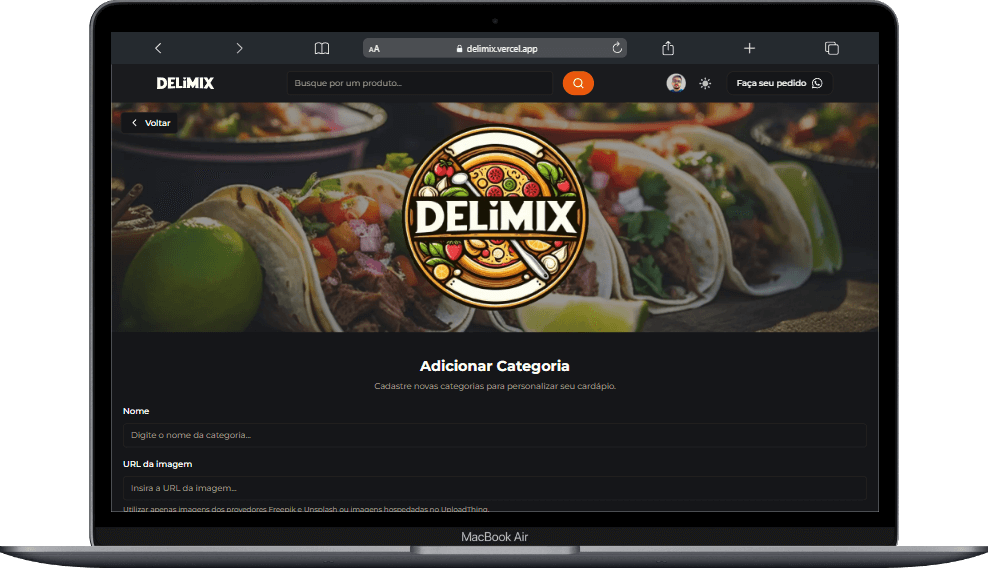 AA delimix.vercel.app
DELiMIX Busque por um produto... Faça seu pedido
Voltar
DELiMIX
Adicionar Categoria
Cadastre novas categorias para personalizar seu cardápio.
Nome
Digite o nome da categoria...
URL da imagem
Insira a URL da imagem...
Utilizar apenas imagens dos provedores Freepik e Unsplash ou imagens hospedadas no UploadThing.
MacBook Air